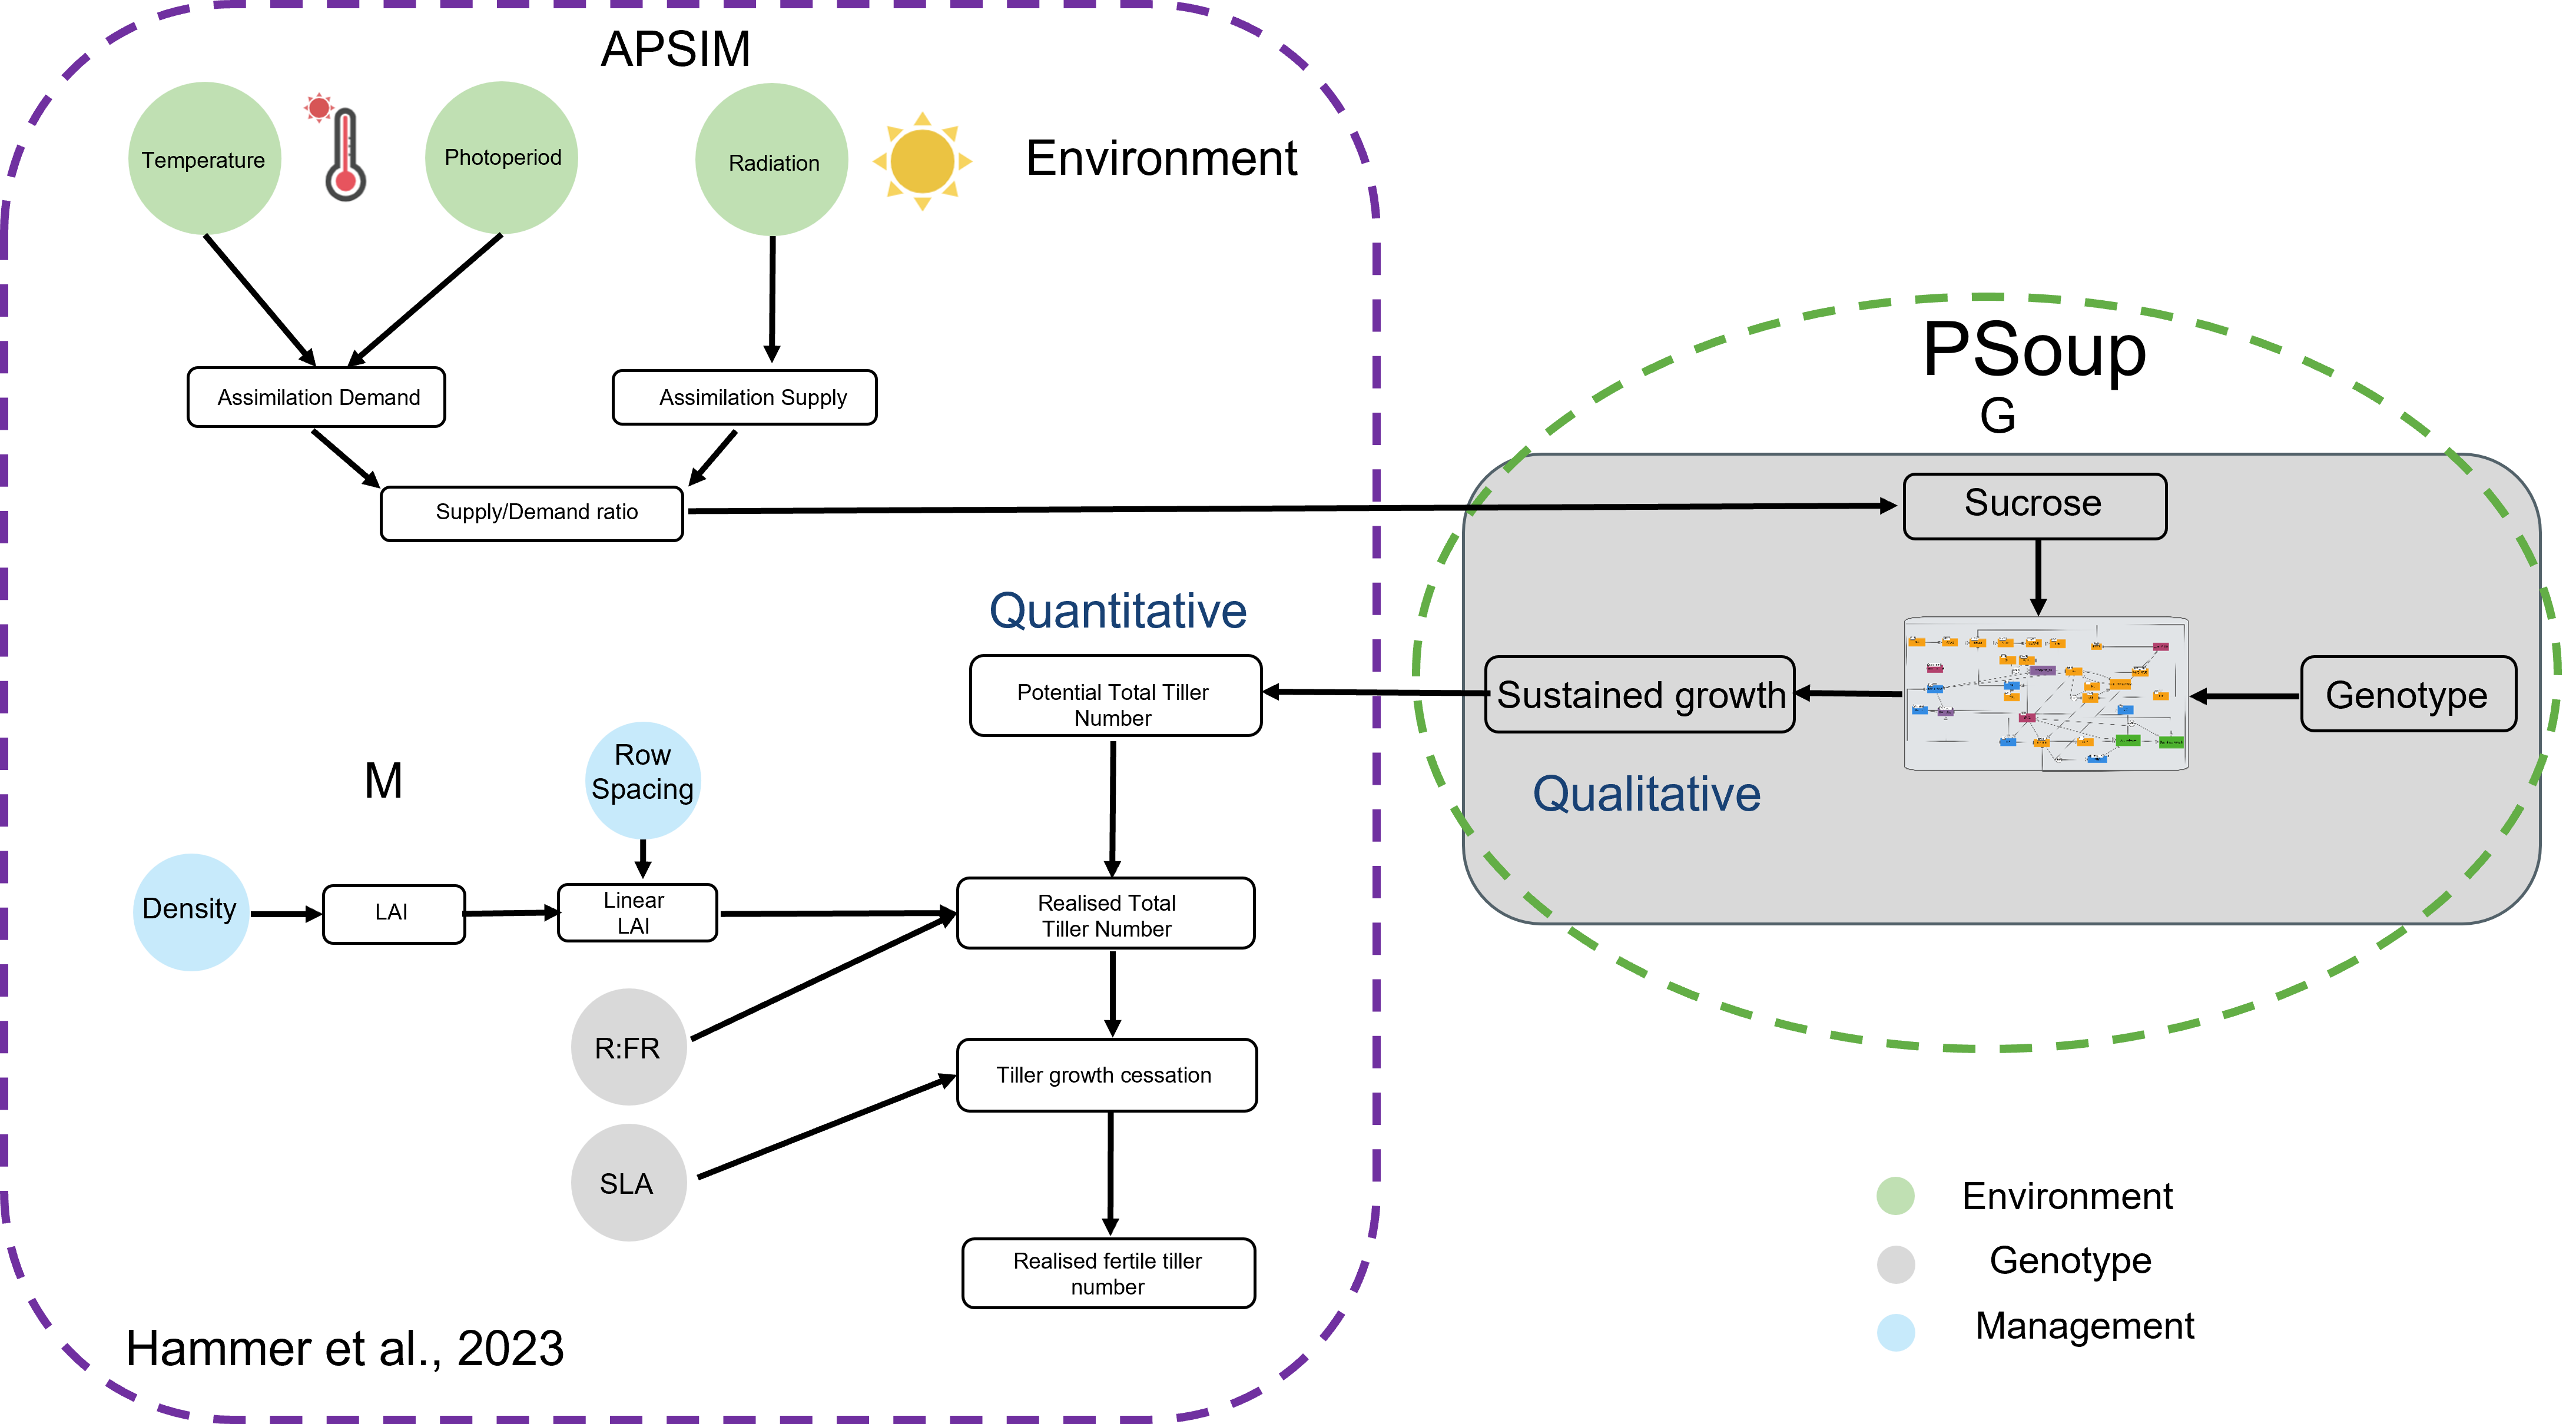 APSIM
Temperature
Photoperiod
Radiation
Environment
Assimilation Demand
Assimilation Supply
Supply/Demand ratio
PSoup
G
Sucrose
Quantitative
Potential Total Tiller
Number
Sustained growth
Genotype
Qualitative
M
Row
Spacing
Density
LAI
Linear
LAI
Realised Total
Tiller Number
R:FR
Tiller growth cessation
SLA
Realised fertile tiller
number
Hammer et al., 2023
Environment
Genotype
Management